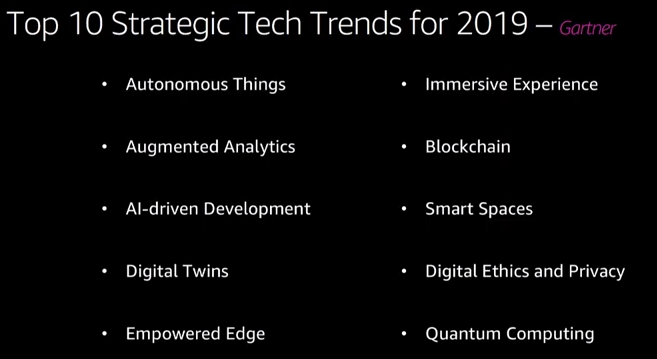 Top 10 Strategic Tech Trends for 2019 – Gartner
• Autonomous Things
• Augmented Analytics
• AI-driven Development
• Digital Twins
• Empowered Edge
• Immersive Experience
• Blockchain
• Smart Spaces
• Digital Ethics and Privacy
• Quantum Computing